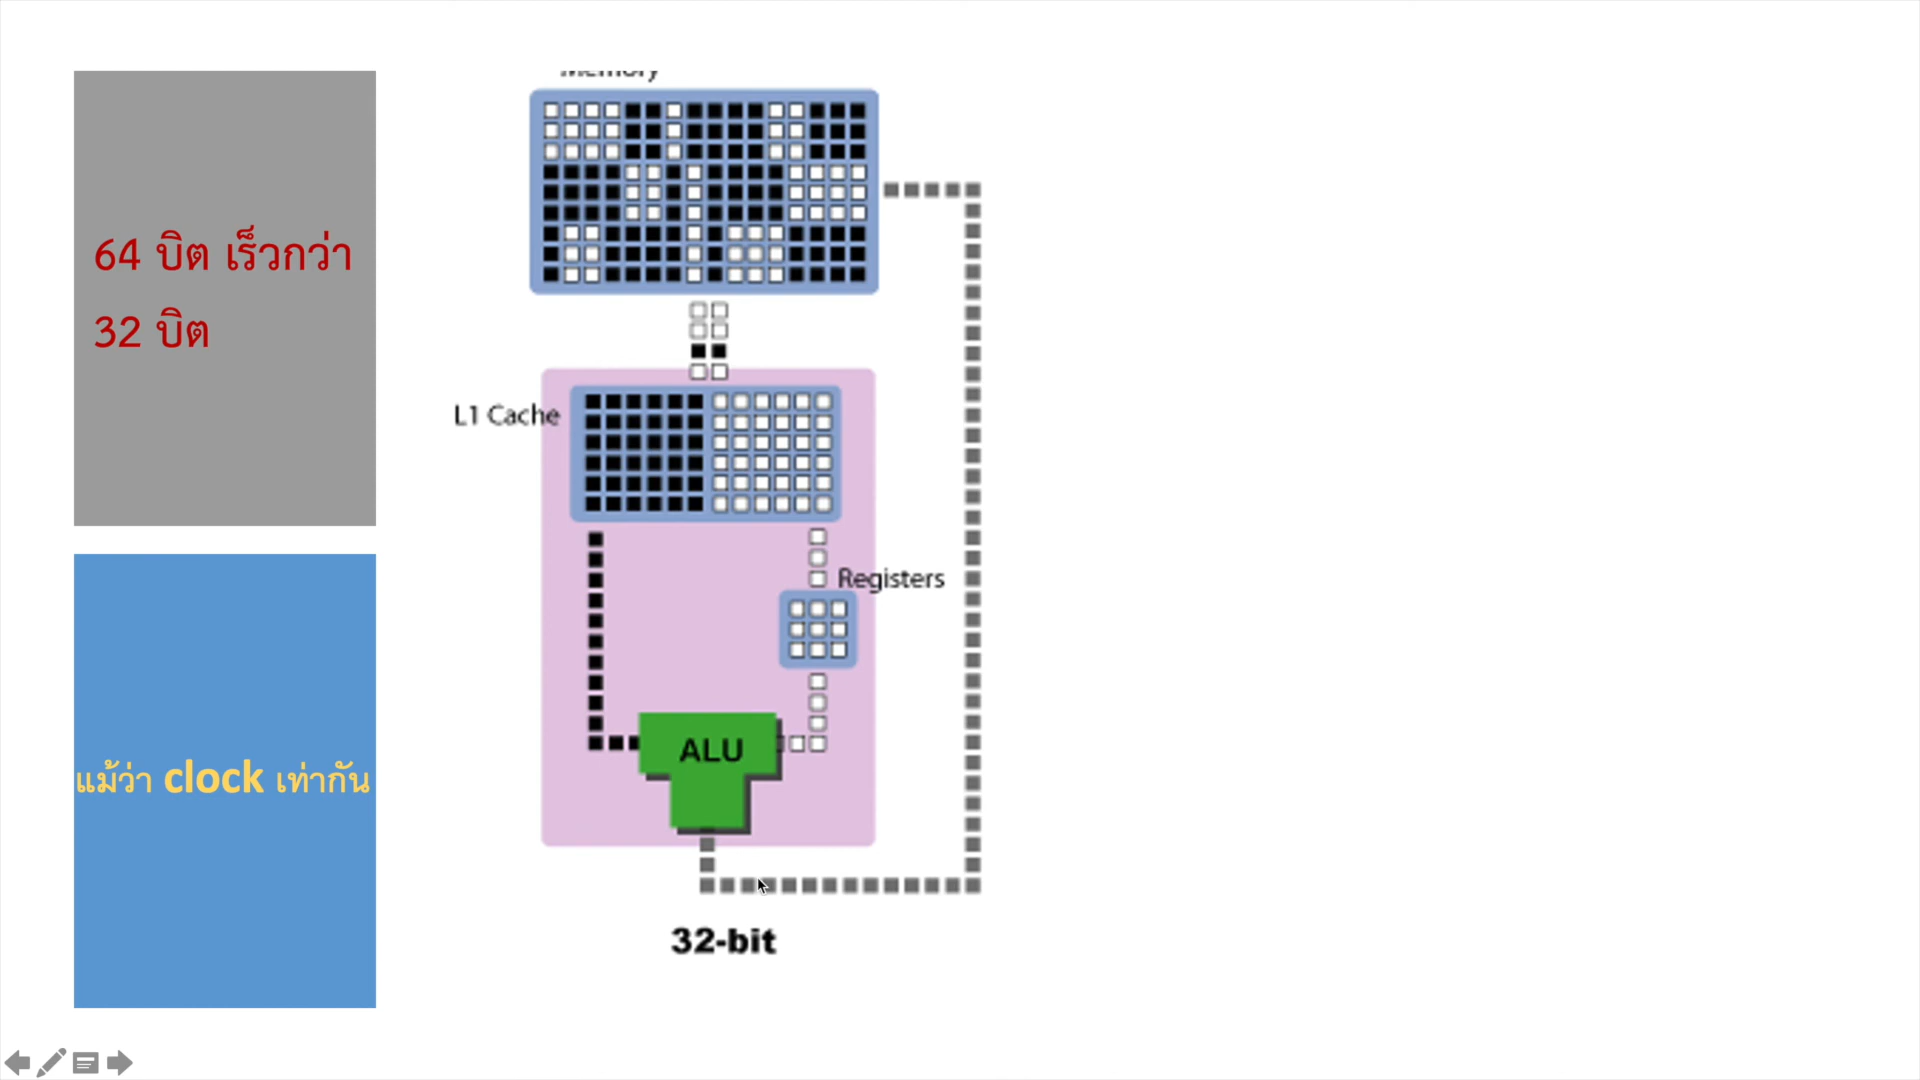 64 บิต เร็วกว่า
32 บิต
แม้ว่า clock เท่ากัน
Memory
L1 Cache
Registers
ALU
32-bit